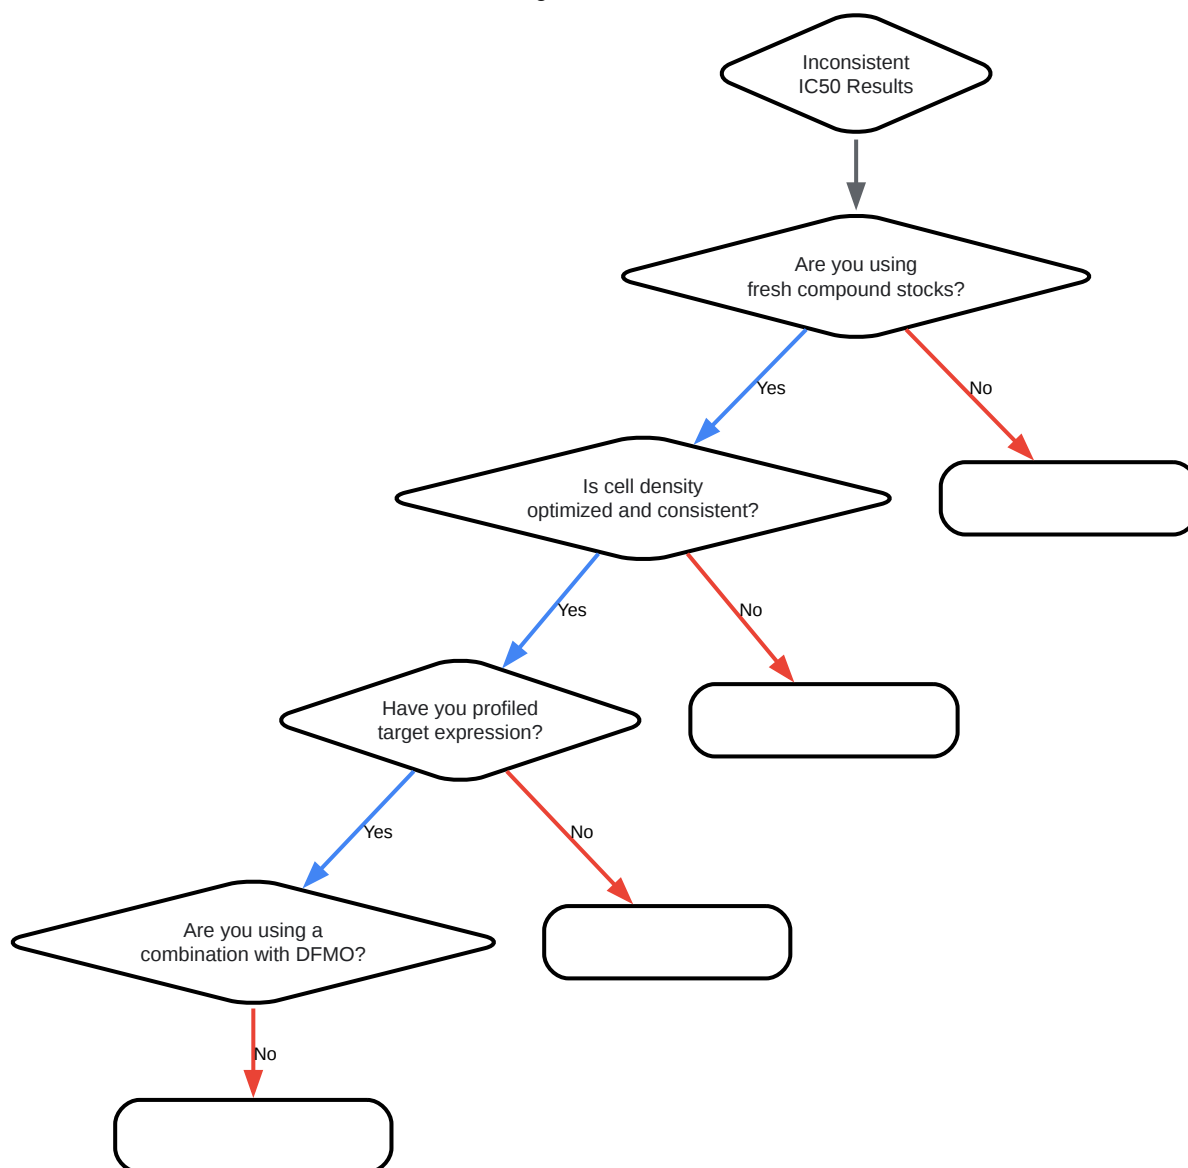 Inconsistent
IC50 Results
Are you using
fresh compound stocks?
Yes
No
Is cell density
optimized and consistent?
Yes
No
Have you profiled
target expression?
Yes
No
Are you using a
combination with DFMO?
No